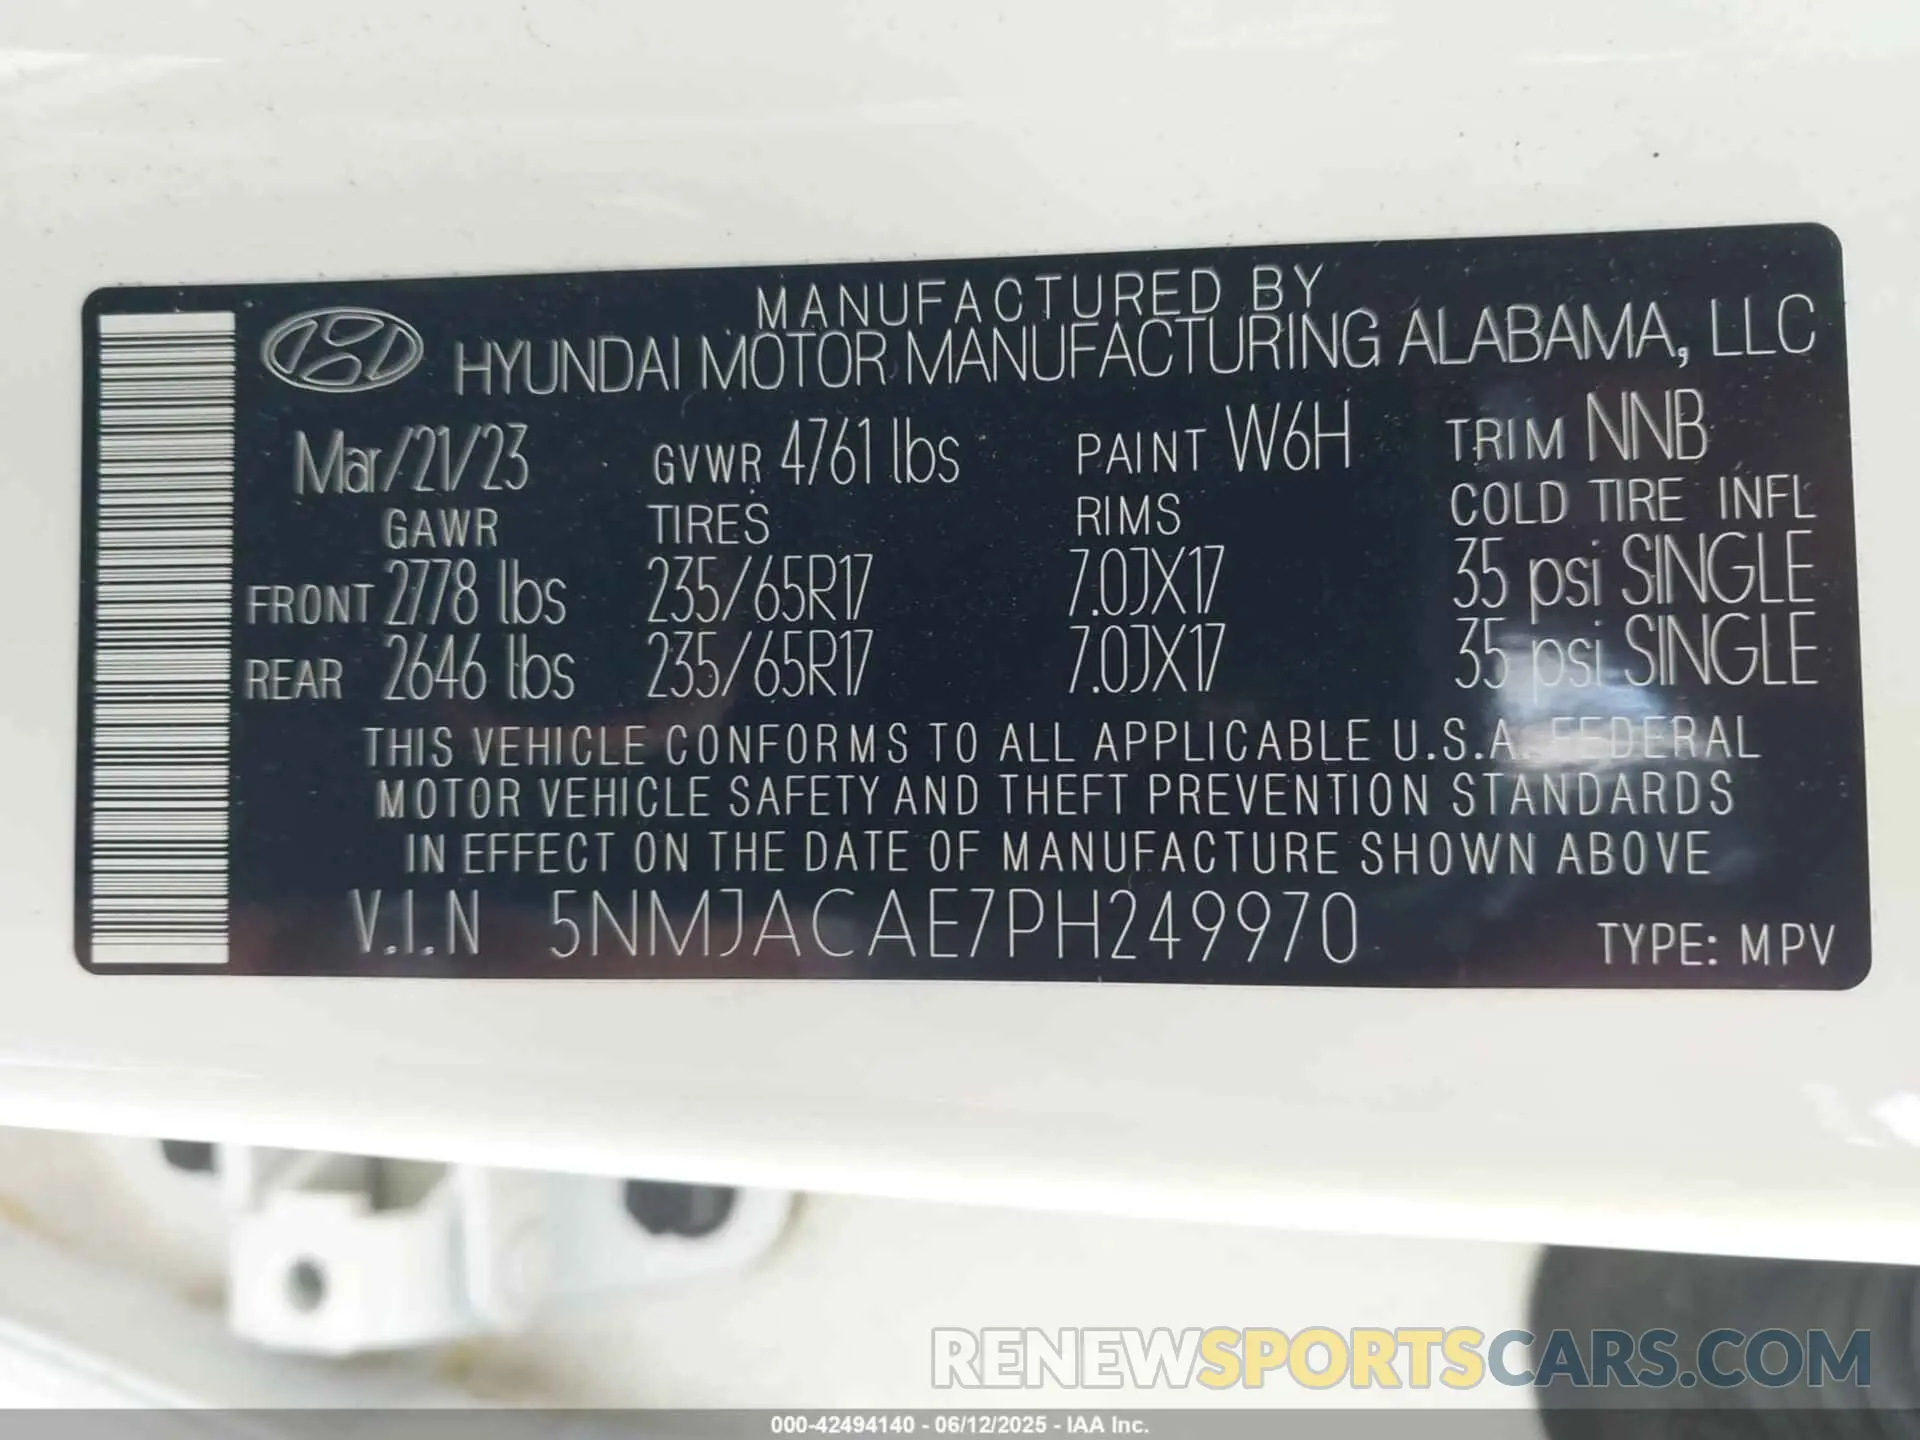 MANUFACTURED BY
HYUNDAI MOTOR MANUFACTURING ALABAMA, LLC
Mar/21/23 GVWR 4761 lbs PAINT W6H TRIM NNB
GAWR TIRES RIMS COLD TIRE INFL
FRONT 2778 lbs 235/65R17 7.0JX17 35 psi SINGLE
REAR 2646 lbs 235/65R17 7.0JX17 35 psi SINGLE
THIS VEHICLE CONFORMS TO ALL APPLICABLE U.S.A. FEDERAL
MOTOR VEHICLE SAFETY AND THEFT PREVENTION STANDARDS
IN EFFECT ON THE DATE OF MANUFACTURE SHOWN ABOVE
V.I.N 5NMJACAE7PH249970 TYPE: MPV
RENEWSPORTSCARS.COM
000-42494140 - 06/12/2025 - IAA Inc.